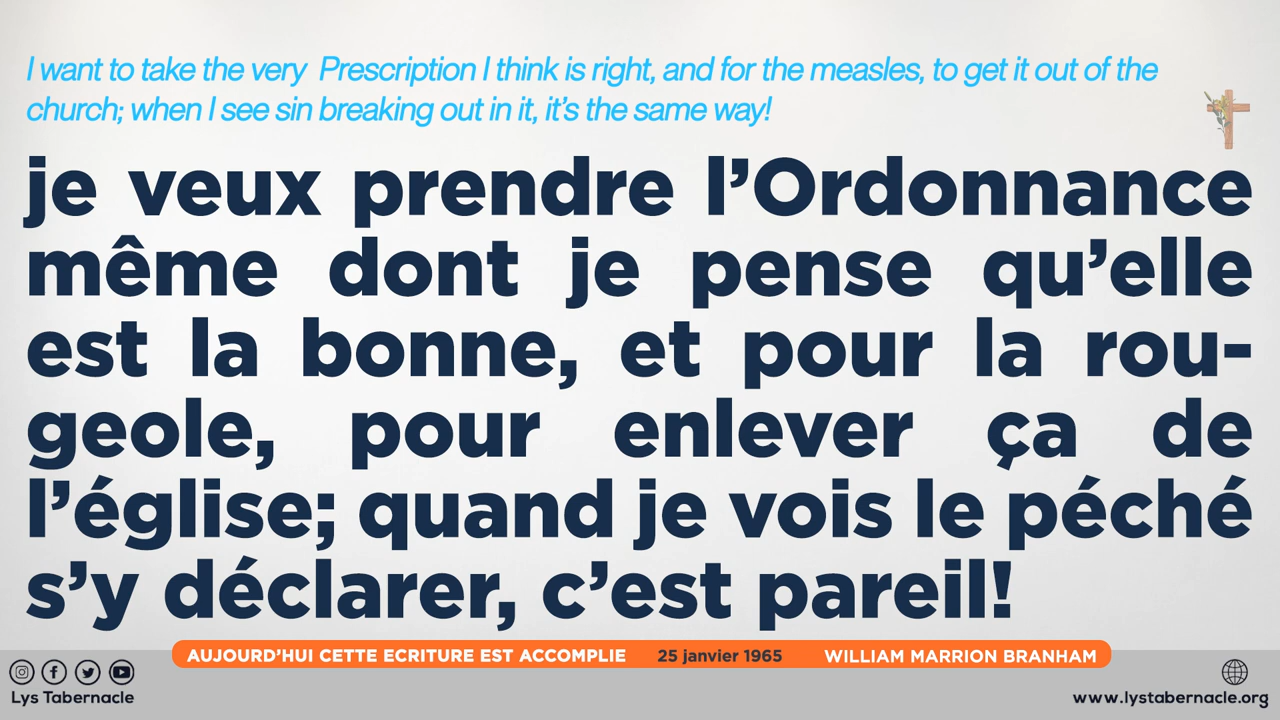 I want to take the very  Prescription I think is right, and for the measles, to get it out of the
church; when I see sin breaking out in it, it's the same way!
je veux prendre l'Ordonnance
même dont je pense qu'elle
est la bonne, et pour la rou-
geole, pour enlever ça de
l'église; quand je vois le péché
s'y déclarer, c'est pareil!
AUJOURD'HUI CETTE ECRITURE EST ACCOMPLIE 25 janvier 1965 WILLIAM MARRION BRANHAM
Lys Tabernacle
www.lystabernacle.org